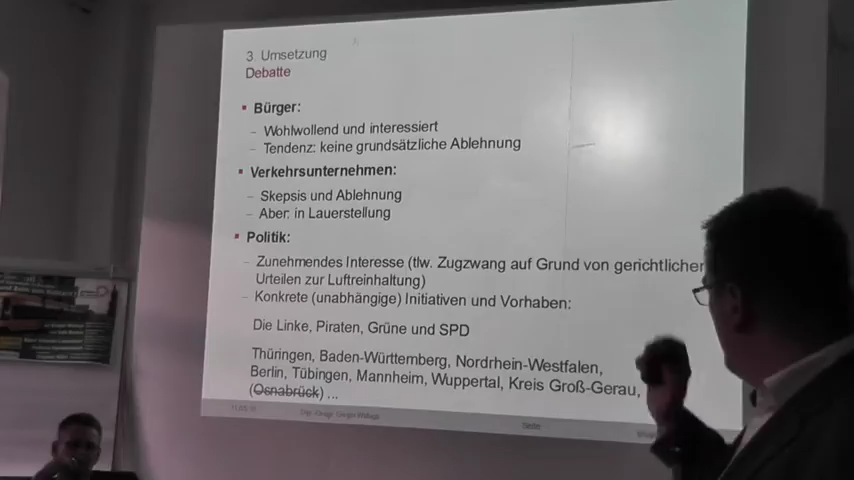 3. Umsetzung
Debatte
Bürger:
– Wohlwollend und interessiert
– Tendenz: keine grundsätzliche Ablehnung
Verkehrsunternehmen:
– Skepsis und Ablehnung
– Aber: in Lauerstellung
Politik:
– Zunehmendes Interesse (tlw. Zugzwang auf Grund von gerichtlicher
Urteilen zur Luftreinhaltung)
– Konkrete (unabhängige) Initiativen und Vorhaben:
Die Linke, Piraten, Grüne und SPD
Thüringen, Baden-Württemberg, Nordrhein-Westfalen,
Berlin, Tübingen, Mannheim, Wuppertal, Kreis Groß-Gerau,
(Osnabrück) ...
Seite